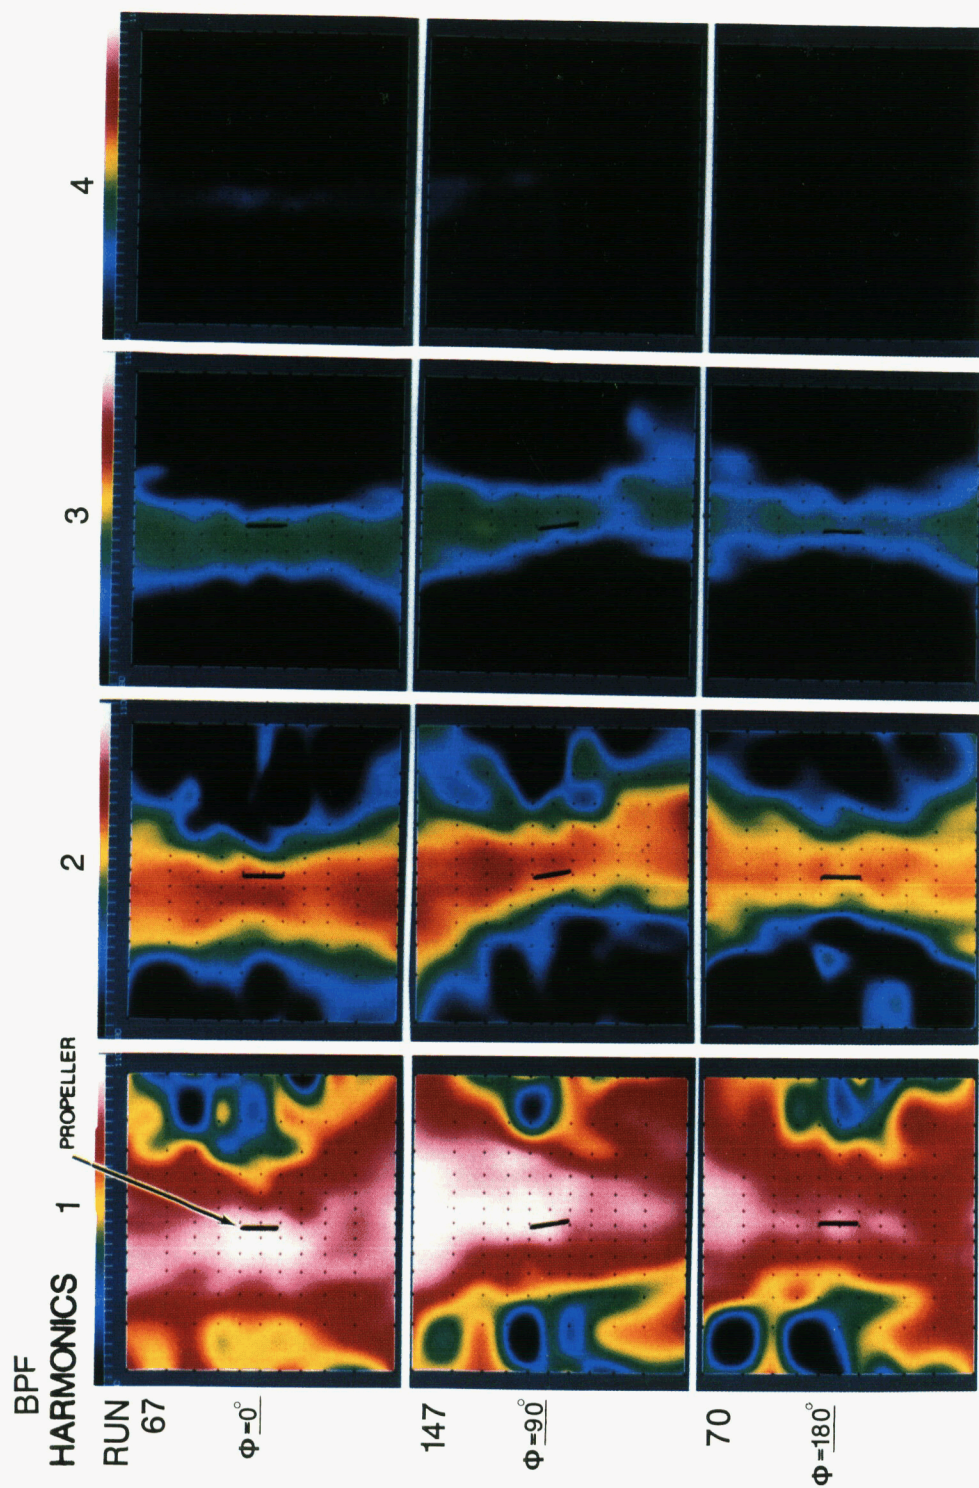 BPF
HARMONICS
1
2
3
4
PROPELLER
RUN
67
Φ=0°
147
Φ=90°
70
Φ=180°